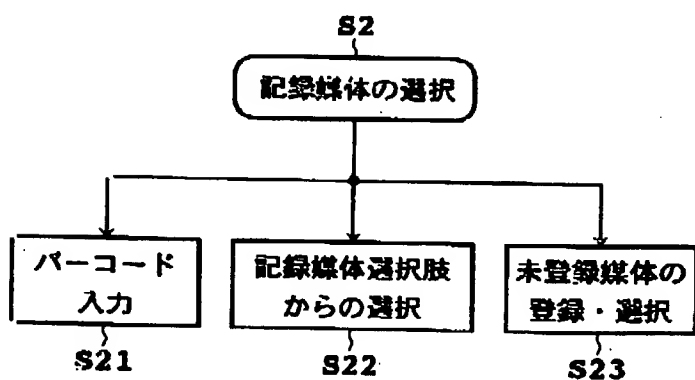 S2
記録媒体の選択
バーコード
入力
S21
記録媒体選択肢
からの選択
S22
未登録媒体の
登録・選択
S23